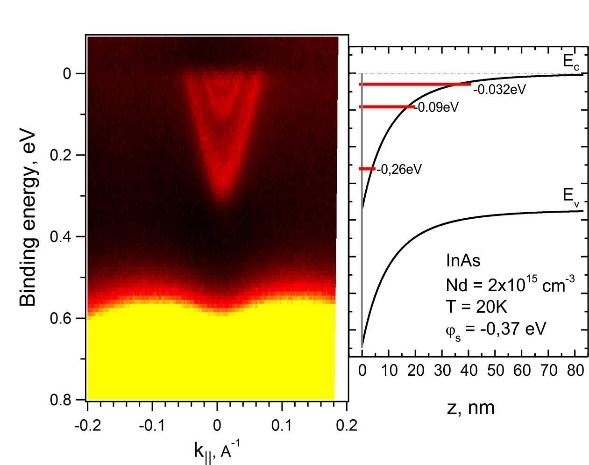 0
0.2
0.4
0.6
0.8
Binding energy, eV
-0.2
-0.1
0
0.1
0.2
k||, A-1
Ec
-0.032eV
-0.09eV
-0,26eV
Ev
InAs
Nd = 2x10^15 cm^-3
T = 20K
φs = -0,37 eV
0 10 20 30 40 50 60 70 80
z, nm